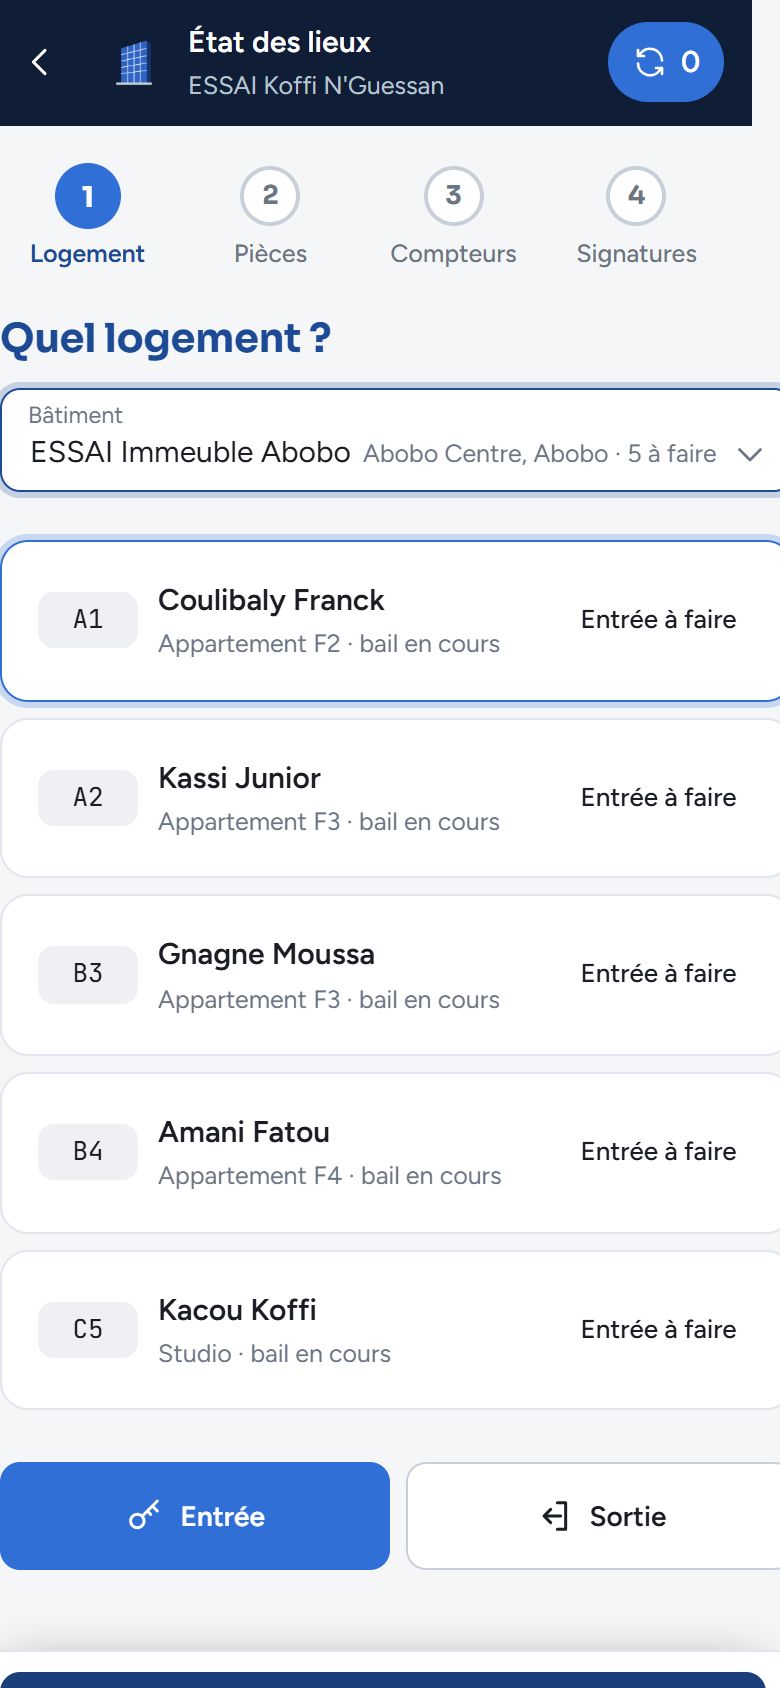 État des lieux
ESSAI Koffi N'Guessan
0
1
2
3
4
Logement
Pièces
Compteurs
Signatures
Quel logement ?
Bâtiment
ESSAI Immeuble Abobo Abobo Centre, Abobo · 5 à faire
A1
Coulibaly Franck
Appartement F2 · bail en cours
Entrée à faire
A2
Kassi Junior
Appartement F3 · bail en cours
Entrée à faire
B3
Gnagne Moussa
Appartement F3 · bail en cours
Entrée à faire
B4
Amani Fatou
Appartement F4 · bail en cours
Entrée à faire
C5
Kacou Koffi
Studio · bail en cours
Entrée à faire
Entrée
Sortie